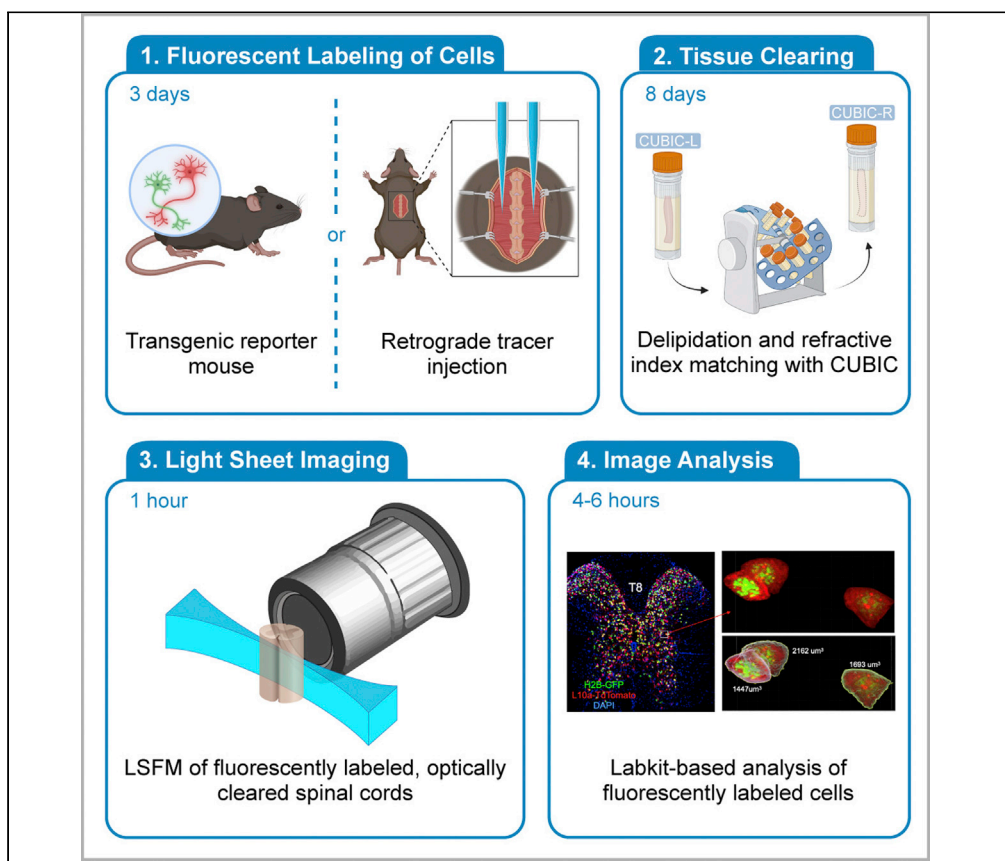 1. Fluorescent Labeling of Cells
3 days
or
Transgenic reporter
mouse
Retrograde tracer
injection
2. Tissue Clearing
8 days
CUBIC-L
CUBIC-R
Delipidation and refractive
index matching with CUBIC
3. Light Sheet Imaging
1 hour
LSFM of fluorescently labeled, optically
cleared spinal cords
4. Image Analysis
4-6 hours
T8
H2B-GFP
L10a-TdTomato
DAPI
2162 um³
1447um³
1693 um³
Labkit-based analysis of
fluorescently labeled cells